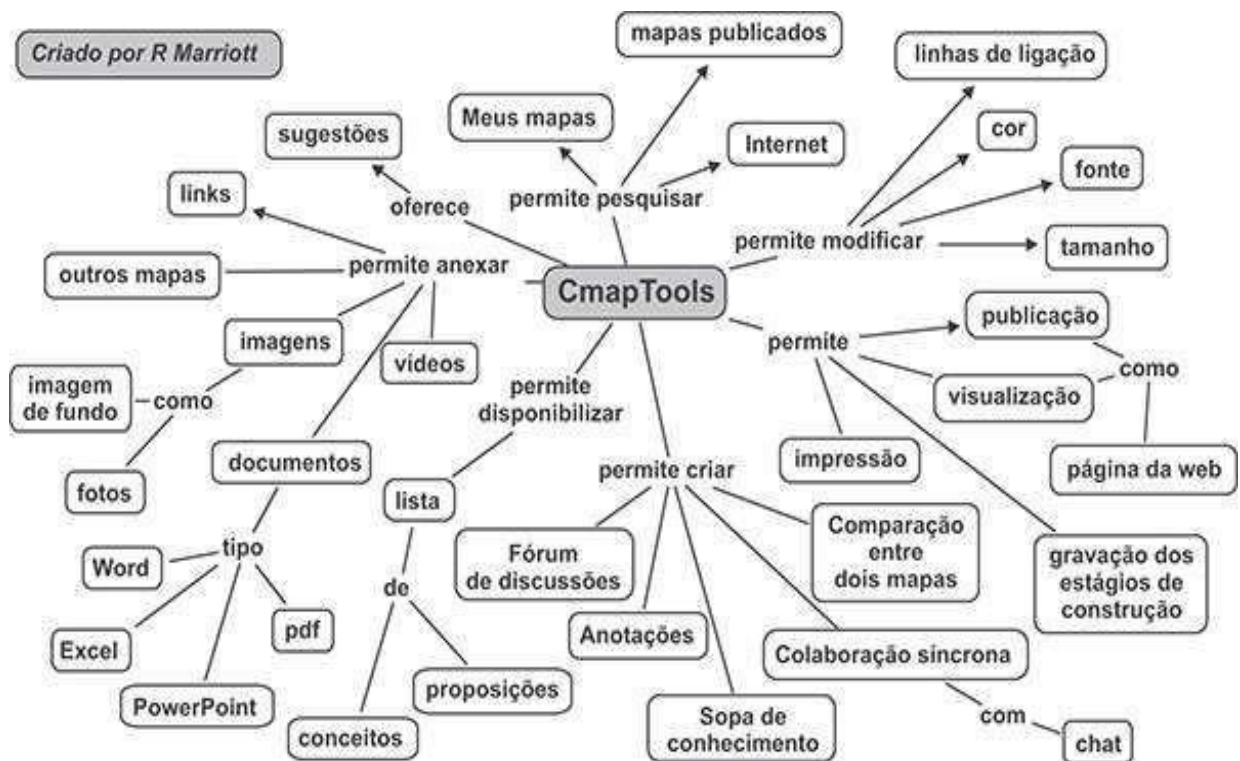 Criado por R Marriott
mapas publicados
linhas de ligação
Meus mapas
sugestões
Internet
cor
fonte
links
oferece
permite pesquisar
permite modificar
tamanho
outros mapas
permite anexar
CmapTools
publicação
imagens
vídeos
permite
como
imagem
de fundo
como
permite
disponibilizar
visualização
documentos
permite criar
impressão
página da web
fotos
lista
Comparação
entre
dois mapas
Fórum
de discussões
gravação dos
estágios de
construção
tipo
Word
de
pdf
Excel
Anotações
Colaboração síncrona
proposições
PowerPoint
conceitos
Sopa de
conhecimento
com
chat